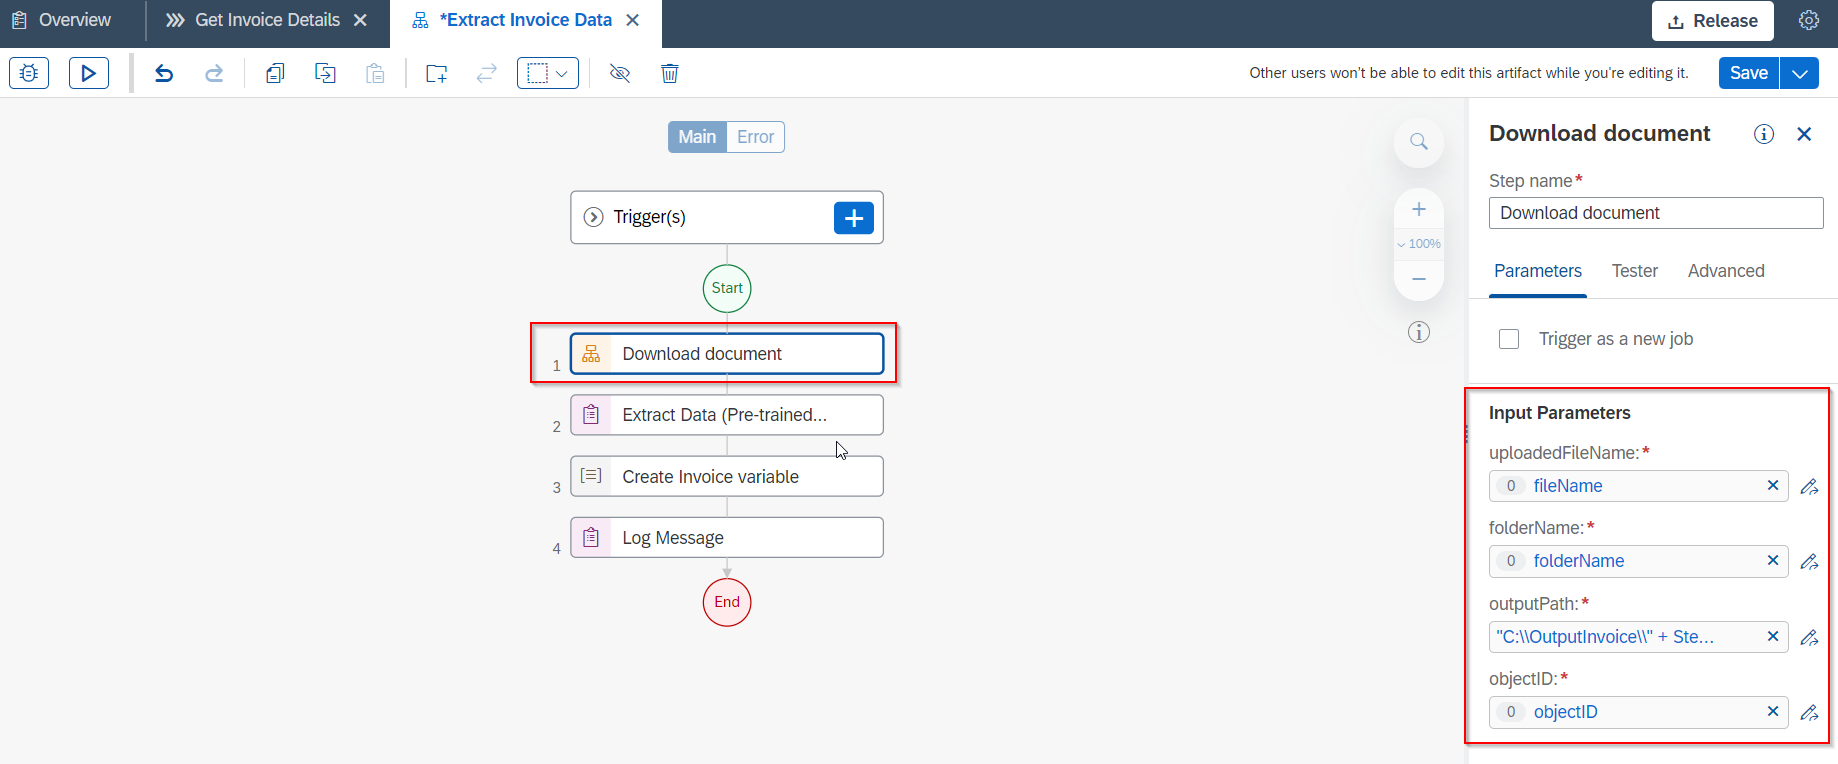 Overview
Get Invoice Details
*Extract Invoice Data
Release
Other users won't be able to edit this artifact while you're editing it.
Save
Main
Error
Trigger(s)
Start
1
Download document
2
Extract Data (Pre-trained...
3
Create Invoice variable
4
Log Message
End
100%
Download document
Step name*
Download document
Parameters
Tester
Advanced
Trigger as a new job
Input Parameters
uploadedFileName:*
0 fileName
folderName:*
0 folderName
outputPath:*
"C:\\OutputInvoice\\" + Ste...
objectID:*
0 objectID